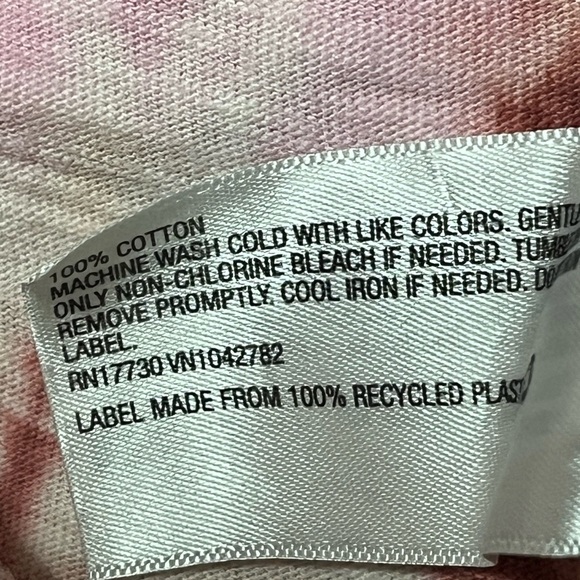 100% COTTON
MACHINE WASH COLD WITH LIKE COLORS.
ONLY NON-CHLORINE BLEACH IF NEEDED.
REMOVE PROMPTLY. COOL IRON IF NEEDED.
LABEL.
RN17730 VN1042782
LABEL MADE FROM 100% RECYCLED